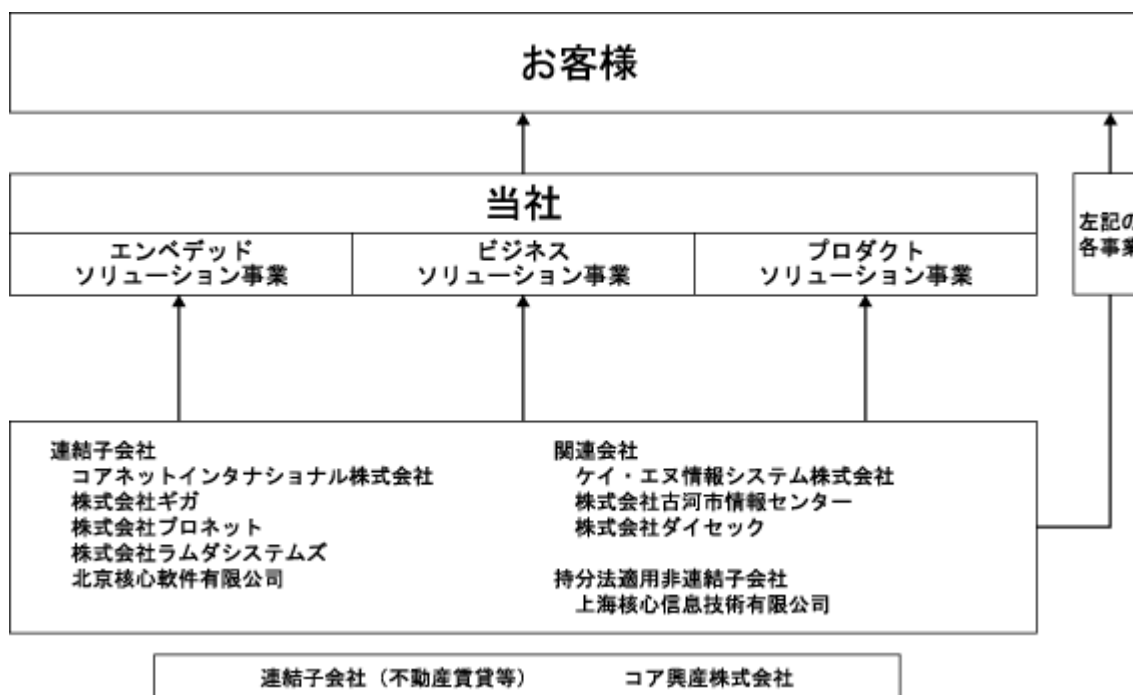 お客様
当社
エンベデッド
ソリューション事業
ビジネス
ソリューション事業
プロダクト
ソリューション事業
左記の
各事業
連結子会社
コアネットインタナショナル株式会社
株式会社ギガ
株式会社プロネット
株式会社ラムダシステムズ
北京核心軟件有限公司
関連会社
ケイ・エヌ情報システム株式会社
株式会社古河市情報センター
株式会社ダイセック
持分法適用非連結子会社
上海核心信息技術有限公司
連結子会社（不動産賃貸等） コア興産株式会社